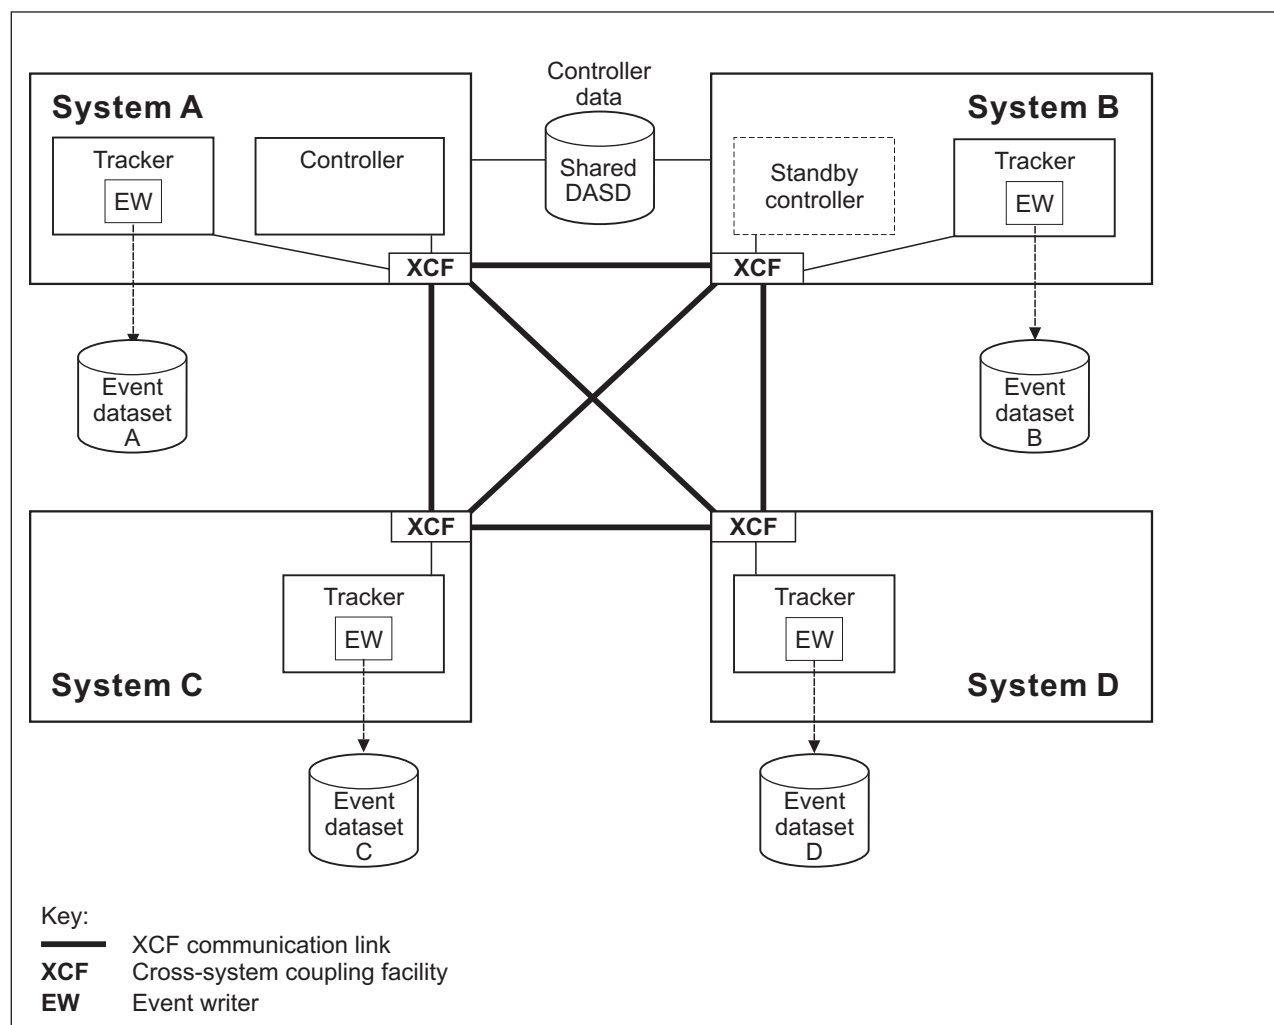 Controller
data
Shared
DASD
System A
Tracker
EW
Controller
XCF
System B
Standby
controller
Tracker
EW
XCF
Event
dataset
A
Event
dataset
B
XCF
Tracker
EW
System C
XCF
Tracker
EW
System D
Event
dataset
C
Event
dataset
D
Key:
XCF communication link
XCF Cross-system coupling facility
EW Event writer